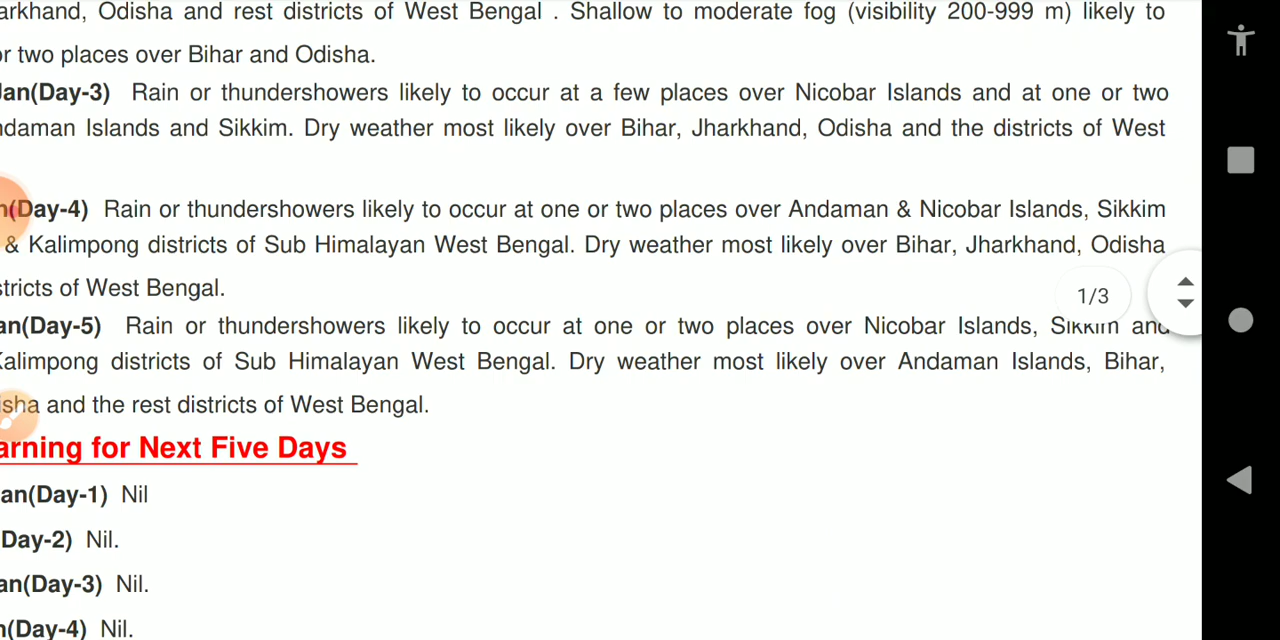 arkhand, Odisha and rest districts of West Bengal . Shallow to moderate fog (visibility 200-999 m) likely to
or two places over Bihar and Odisha.
Jan(Day-3) Rain or thundershowers likely to occur at a few places over Nicobar Islands and at one or two
ndaman Islands and Sikkim. Dry weather most likely over Bihar, Jharkhand, Odisha and the districts of West
n(Day-4) Rain or thundershowers likely to occur at one or two places over Andaman & Nicobar Islands, Sikkim
& Kalimpong districts of Sub Himalayan West Bengal. Dry weather most likely over Bihar, Jharkhand, Odisha
stricts of West Bengal.
1/3
an(Day-5) Rain or thundershowers likely to occur at one or two places over Nicobar Islands, Sikkim and
Kalimpong districts of Sub Himalayan West Bengal. Dry weather most likely over Andaman Islands, Bihar,
isha and the rest districts of West Bengal.
arning for Next Five Days
an(Day-1) Nil
Day-2) Nil.
an(Day-3) Nil.
n(Day-4) Nil.